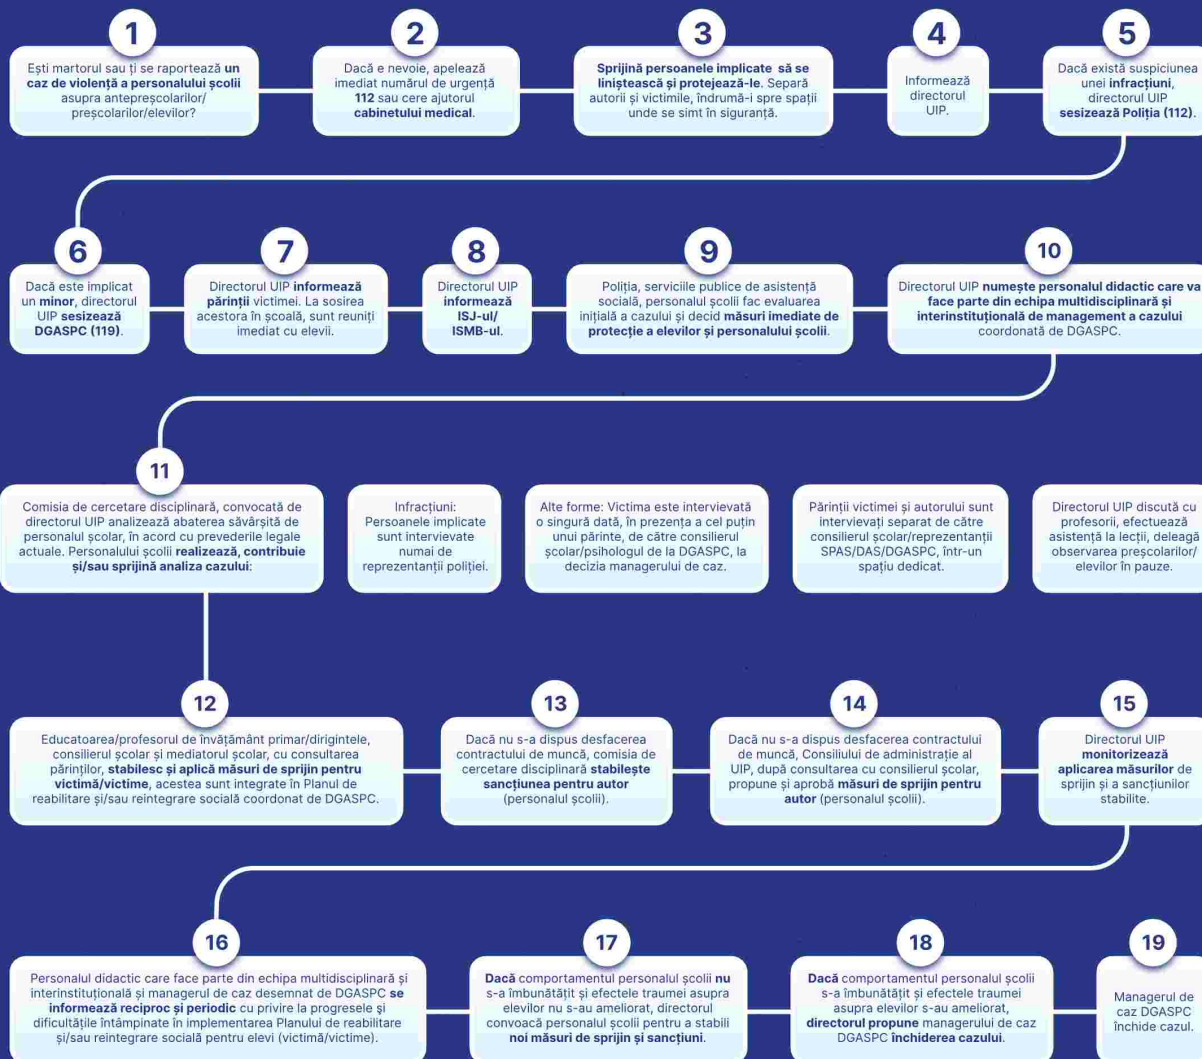 1
Ești martorul sau ți se raportează un
caz de violență a personalului școlii
asupra antepreșcolarilor/
preșcolarilor/elevilor?
2
Dacă e nevoie, apelează
imediat numărul de urgență
112 sau cere ajutorul
cabinetului medical.
3
Sprijină persoanele implicate să se
liniștească și protejează-le. Separă
autorii și victimile, îndrumă-i spre spații
unde se simt în siguranță.
4
Informează
directorul
UIP.
5
Dacă există suspiciunea
unei infracțiuni,
directorul UIP
sesizează Poliția (112).
6
Dacă este implicat
un minor, directorul
UIP sesizează
DGASPC (119).
7
Directorul UIP informează
părinții victimei. La sosirea
acestora în școală, sunt reuniți
imediat cu elevii.
8
Directorul UIP
informează
ISJ-ul/
ISMB-ul.
9
Poliția, serviciile publice de asistență
socială, personalul școlii fac evaluarea
inițială a cazului și decid măsuri imediate de
protecție a elevilor și personalului școlii.
10
Directorul UIP numește personalul didactic care va
face parte din echipa multidisciplinară și
interinstituțională de management a cazului
coordonată de DGASPC.
11
Comisia de cercetare disciplinară, convocată de
directorul UIP analizează abaterea săvârșită de
personalul școlar, în acord cu prevederile legale
actuale. Personalului școlii realizează, contribuie
și/sau sprijină analiza cazului:
Infracțiuni:
Persoanele implicate
sunt intervievate
numai de
reprezentanții poliției.
Alte forme: Victima este intervievată
o singură dată, în prezența a cel puțin
unui părinte, de către consilierul
școlar/psihologul de la DGASPC, la
decizia managerului de caz.
Părinții victimei și autorului sunt
intervievați separat de către
consilierul școlar/reprezentanții
SPAS/DAS/DGASPC, într-un
spațiu dedicat.
Directorul UIP discută cu
profesorii, efectuează
asistență la lecții, deleagă
observarea preșcolarilor/
elevilor în pauze.
12
Educatoarea/profesorul de învățământ primar/dirigintele,
consilierul școlar și mediatorul școlar, cu consultarea
părinților, stabilesc și aplică măsuri de sprijin pentru
victimă/victime, acestea sunt integrate în Planul de
reabilitare și/sau reintegrare socială coordonat de DGASPC.
13
Dacă nu s-a dispus desfacerea
contractului de muncă, comisia de
cercetare disciplinară stabilește
sancțiunea pentru autor
(personalul școlii).
14
Dacă nu s-a dispus desfacerea contractului
de muncă, Consiliului de administrație al
UIP, după consultarea cu consilierul școlar,
propune și aprobă măsuri de sprijin pentru
autor (personalul școlii).
15
Directorul UIP
monitorizează
aplicarea măsurilor de
sprijin și a sancțiunilor
stabilite.
16
Personalul didactic care face parte din echipa multidisciplinară și
interinstituțională și managerul de caz desemnat de DGASPC se
informează reciproc și periodic cu privire la progresele și
dificultățile întâmpinate în implementarea Planului de reabilitare
și/sau reintegrare socială pentru elevi (victimă/victime).
17
Dacă comportamentul personalul școlii nu
s-a îmbunătățit și efectele traumei asupra
elevilor nu s-au ameliorat, directorul
convoacă personalul școlii pentru a stabili
noi măsuri de sprijin și sancțiuni.
18
Dacă comportamentul personalul școlii
s-a îmbunătățit și efectele traumei
asupra elevilor s-au ameliorat,
directorul propune managerului de caz
DGASPC închiderea cazului.
19
Managerul de
caz DGASPC
închide cazul.